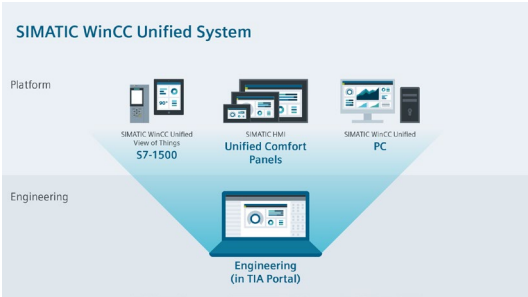 SIMATIC WinCC Unified System
Platform
SIMATIC WinCC Unified
View of Things
S7-1500
SIMATIC HMI
Unified Comfort
Panels
SIMATIC WinCC Unified
PC
Engineering
Engineering
(in TIA Portal)